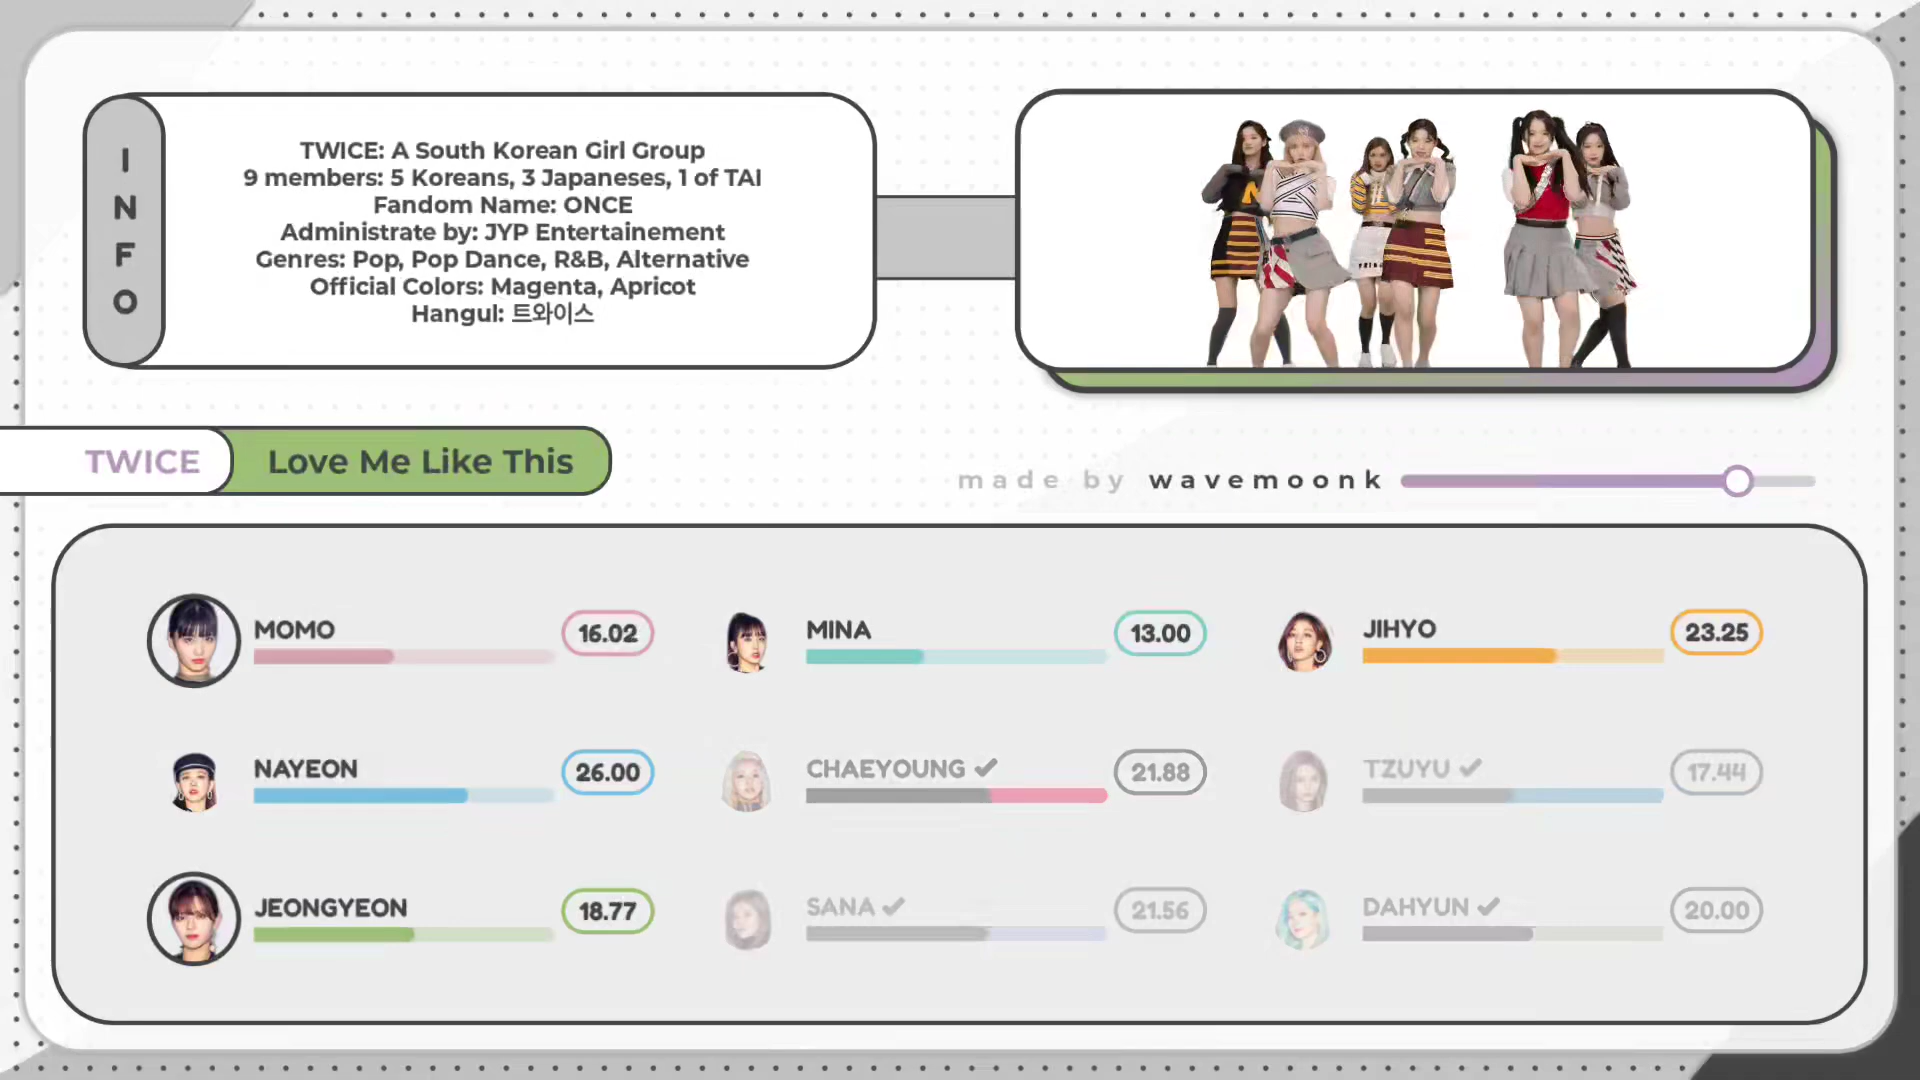 INFO
TWICE: A South Korean Girl Group
9 members: 5 Koreans, 3 Japaneses, 1 of TAI
Fandom Name: ONCE
Administrate by: JYP Entertainement
Genres: Pop, Pop Dance, R&B, Alternative
Official Colors: Magenta, Apricot
Hangul: 트와이스
TWICE Love Me Like This
made by wavemoonk
MOMO 16.02
MINA 13.00
JIHYO 23.25
NAYEON 26.00
CHAEYOUNG ✔ 21.88
TZUYU ✔ 17.44
JEONGYEON 18.77
SANA ✔ 21.56
DAHYUN ✔ 20.00